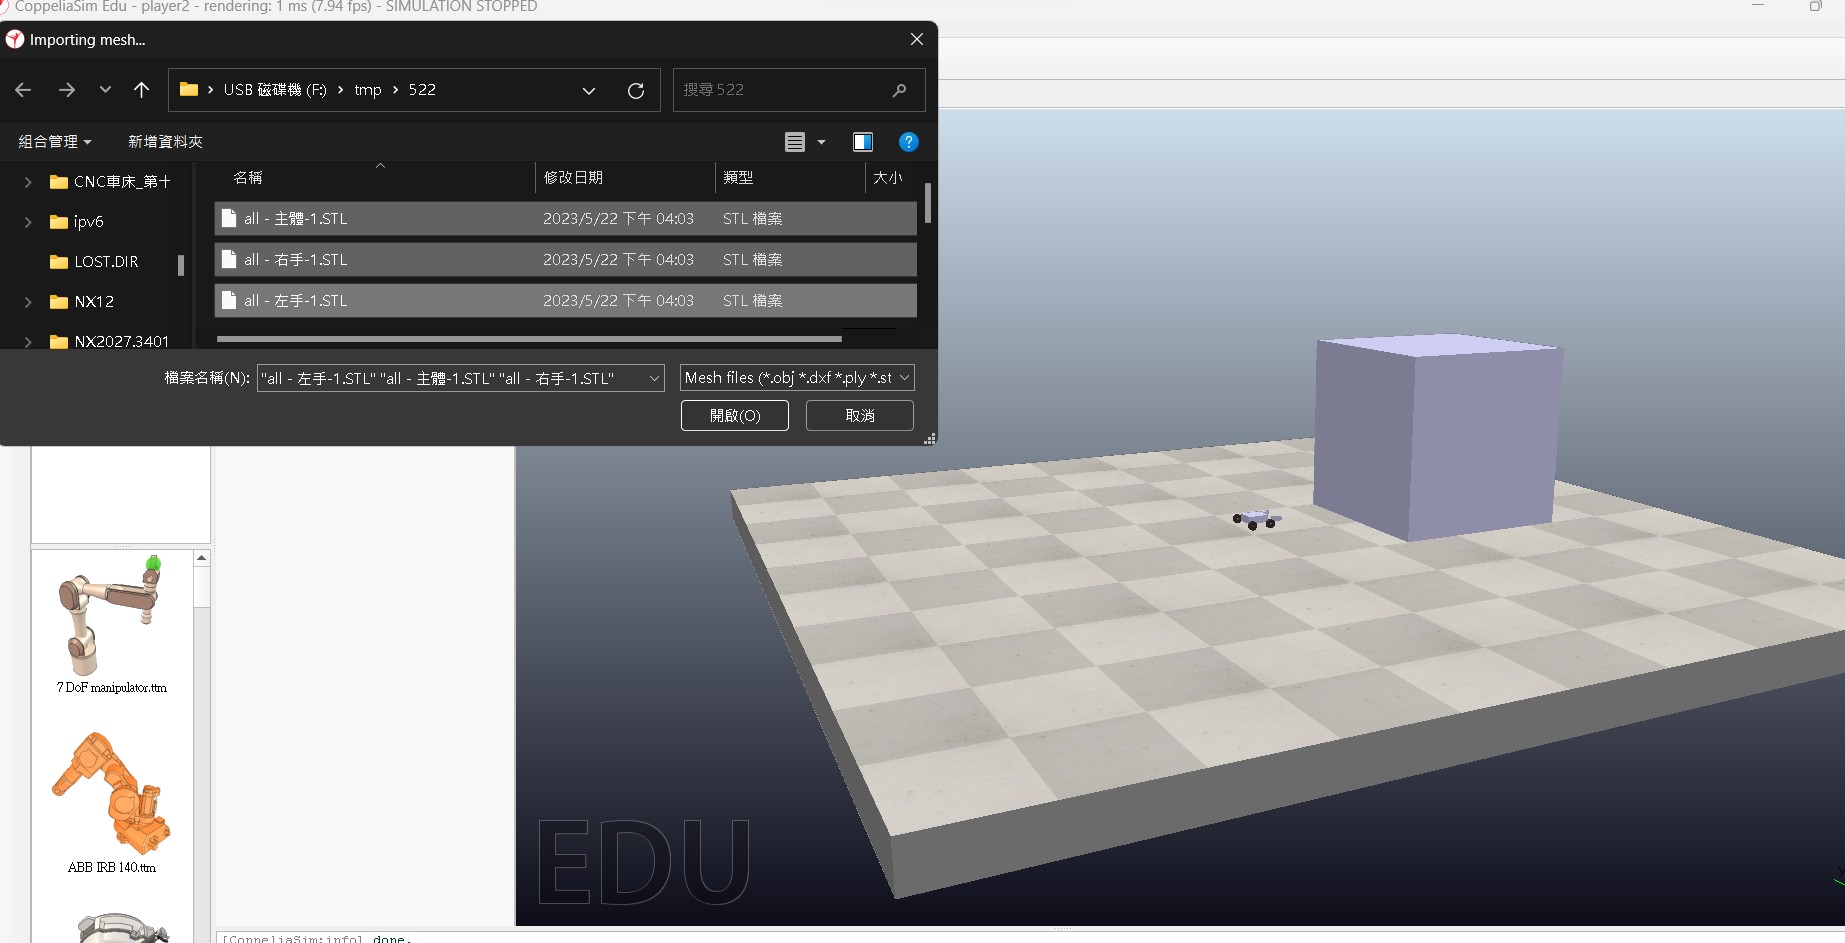 CoppeliaSim Edu - player2 - rendering: 1 ms (7.94 fps) - SIMULATION STOPPED
Importing mesh...
USB 磁碟機 (F:) › tmp › 522
搜尋 522
組合管理
新增資料夾
名稱 修改日期 類型 大小
CNC車床_第十
ipv6
LOST.DIR
NX12
NX2027.3401
all - 主體-1.STL 2023/5/22 下午 04:03 STL 檔案
all - 右手-1.STL 2023/5/22 下午 04:03 STL 檔案
all - 左手-1.STL 2023/5/22 下午 04:03 STL 檔案
檔案名稱(N): "all - 左手-1.STL" "all - 主體-1.STL" "all - 右手-1.STL"
Mesh files (*.obj *.dxf *.ply *.st
開啟(O)
取消
7 DoF manipulator.ttm
ABB IRB 140.ttm
EDU
[CoppeliaSim:info] done.